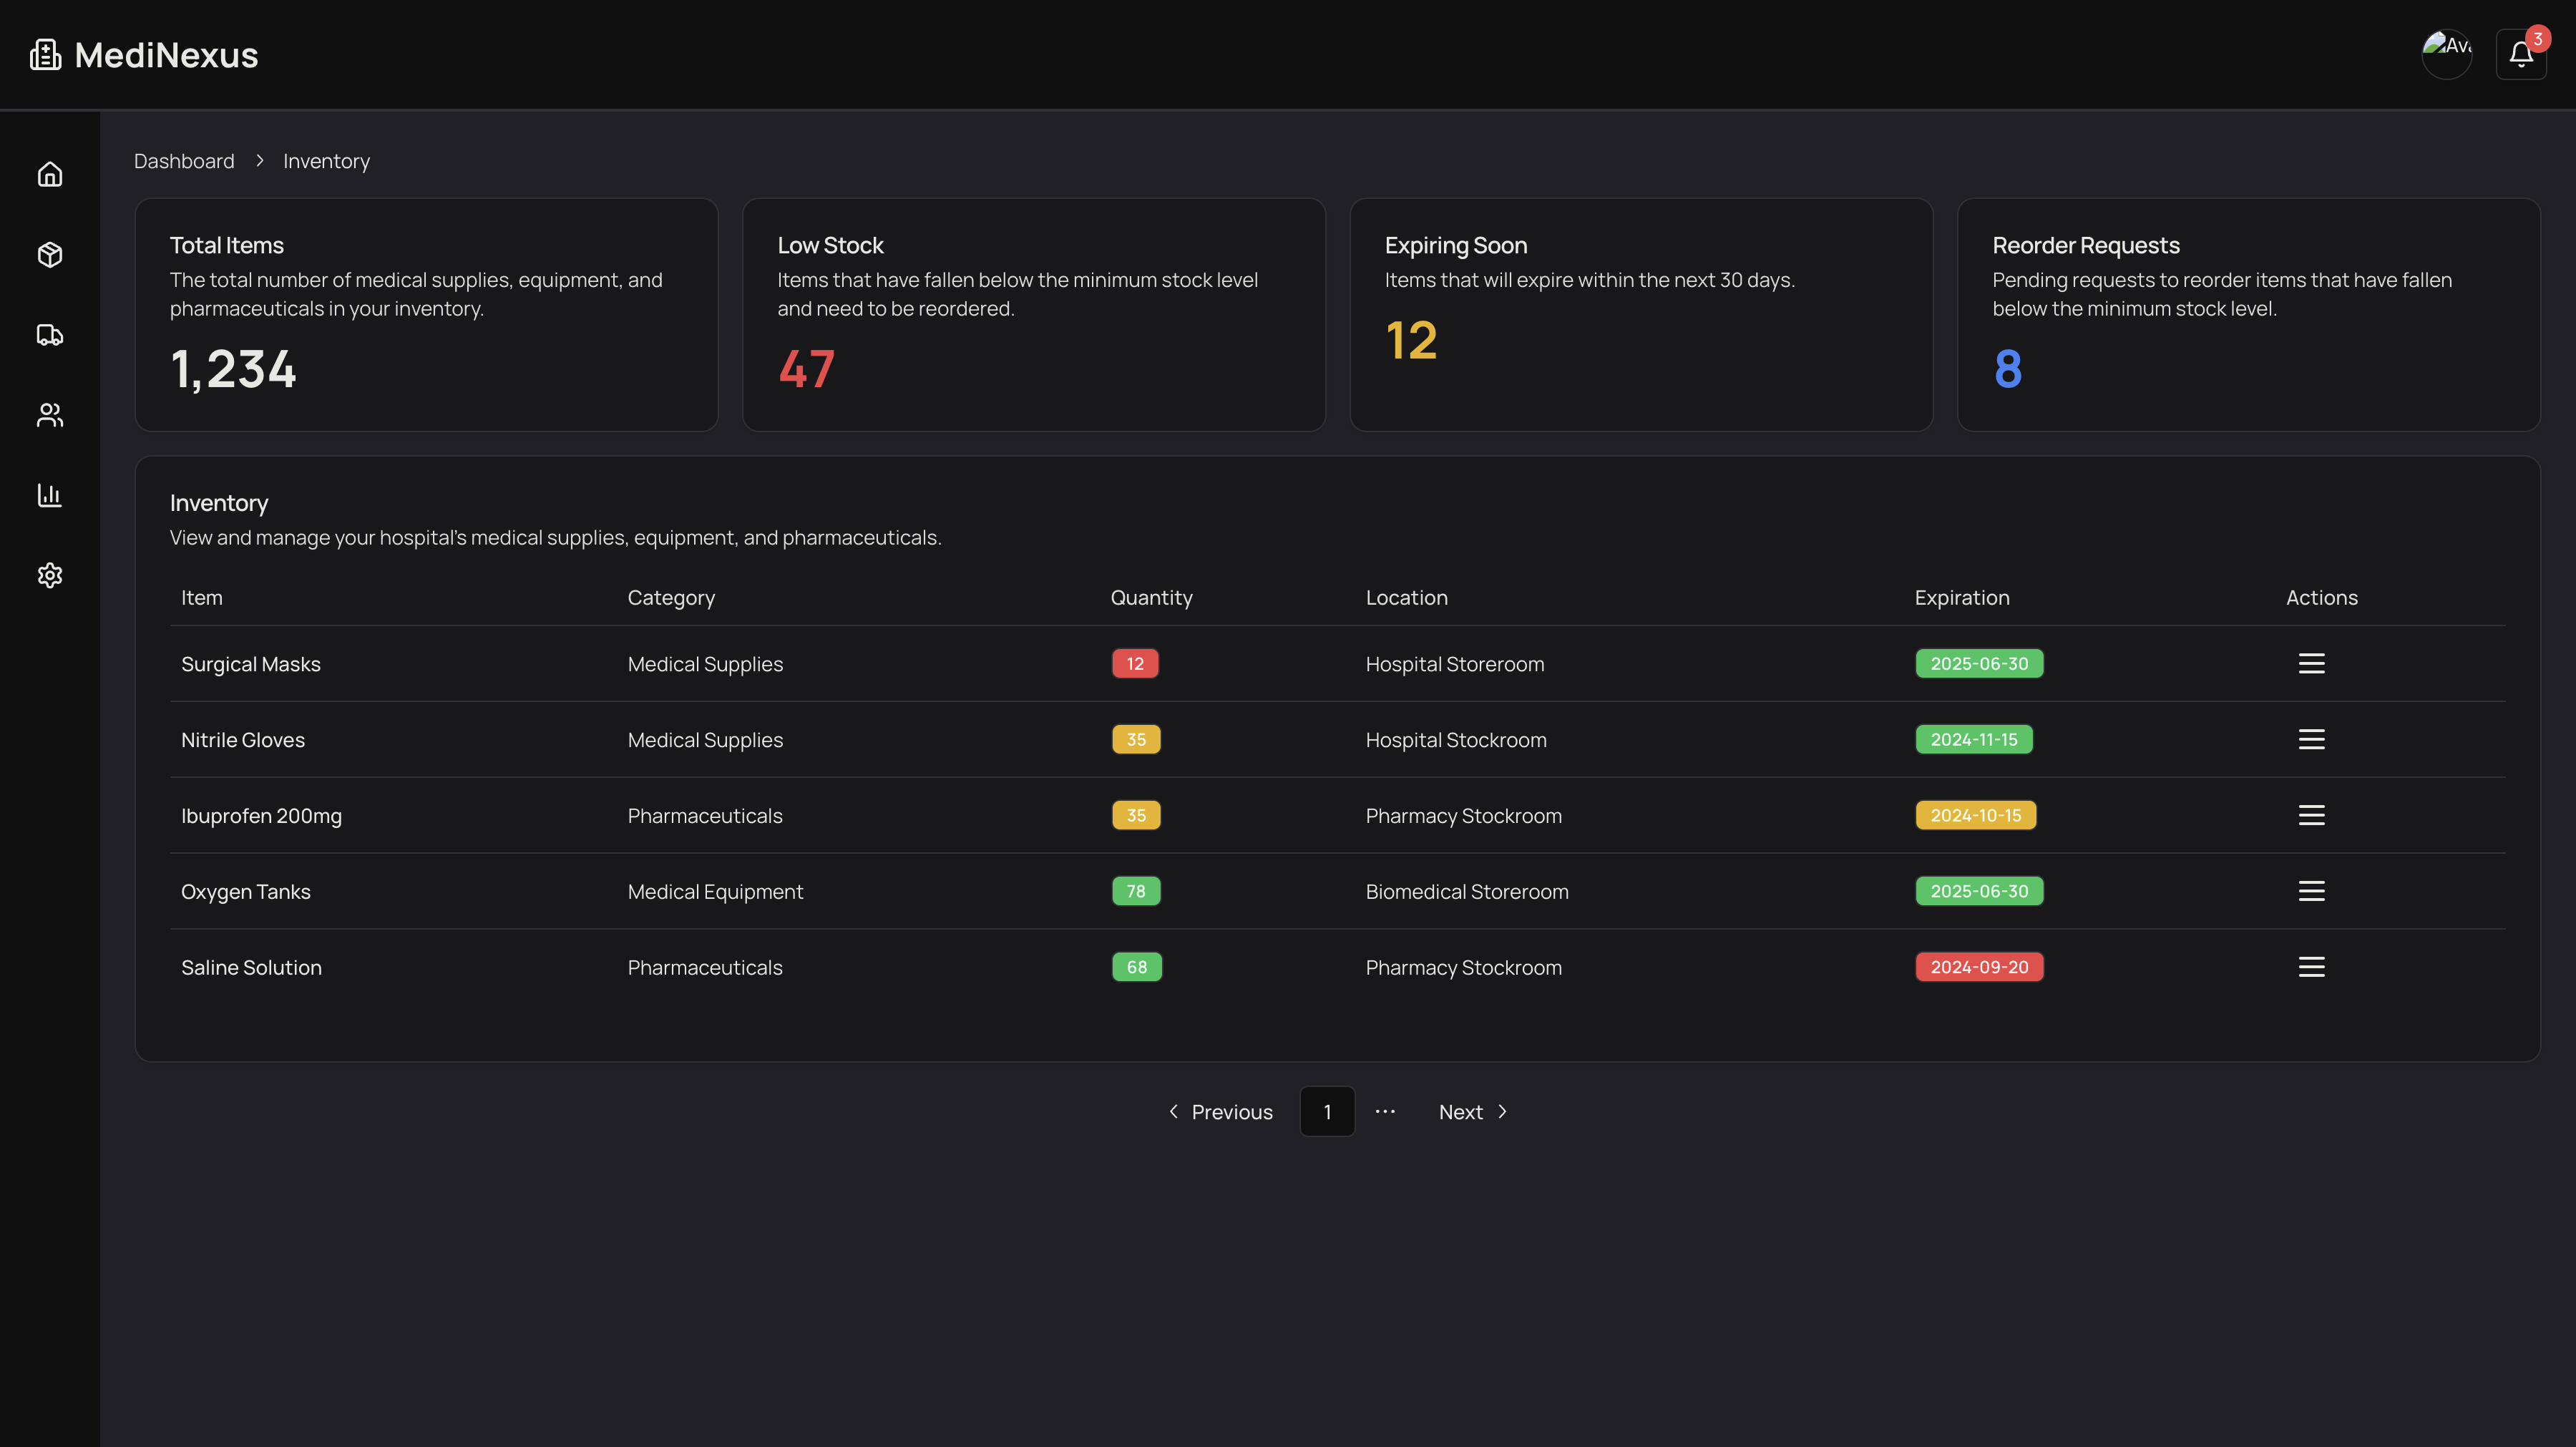 MediNexus
Av
3
Dashboard > Inventory
Total Items
The total number of medical supplies, equipment, and
pharmaceuticals in your inventory.
1,234
Low Stock
Items that have fallen below the minimum stock level
and need to be reordered.
47
Expiring Soon
Items that will expire within the next 30 days.
12
Reorder Requests
Pending requests to reorder items that have fallen
below the minimum stock level.
8
Inventory
View and manage your hospital's medical supplies, equipment, and pharmaceuticals.
Item Category Quantity Location Expiration Actions
Surgical Masks Medical Supplies 12 Hospital Storeroom 2025-06-30
Nitrile Gloves Medical Supplies 35 Hospital Stockroom 2024-11-15
Ibuprofen 200mg Pharmaceuticals 35 Pharmacy Stockroom 2024-10-15
Oxygen Tanks Medical Equipment 78 Biomedical Storeroom 2025-06-30
Saline Solution Pharmaceuticals 68 Pharmacy Stockroom 2024-09-20
Previous 1 ... Next